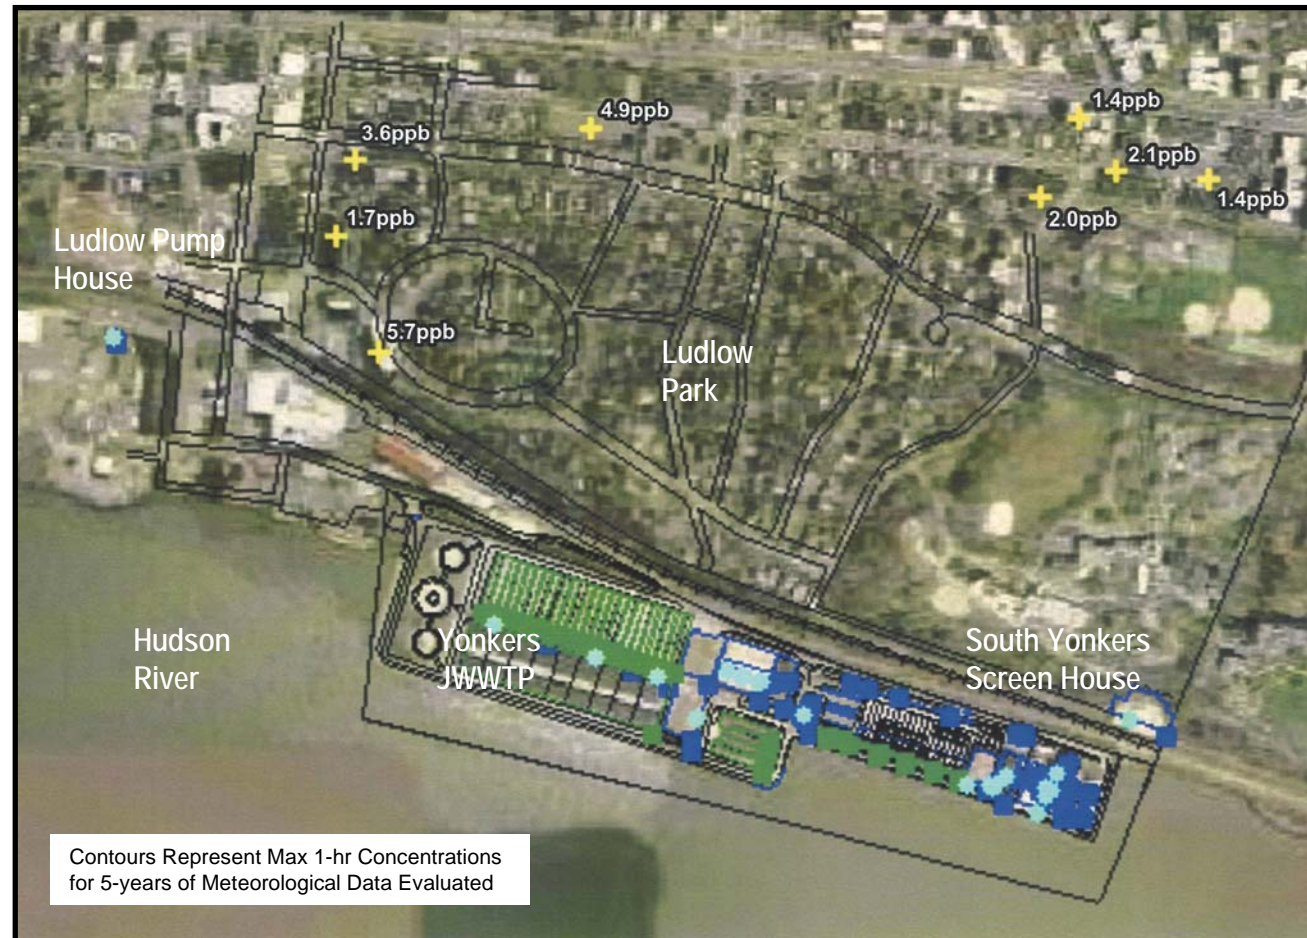 4.9ppb
1.4ppb
3.6ppb
2.1ppb
1.4ppb
2.0ppb
1.7ppb
Ludlow Pump
House
5.7ppb
Ludlow
Park
Hudson
River
Yonkers
JWWTP
South Yonkers
Screen House
Contours Represent Max 1-hr Concentrations
for 5-years of Meteorological Data Evaluated